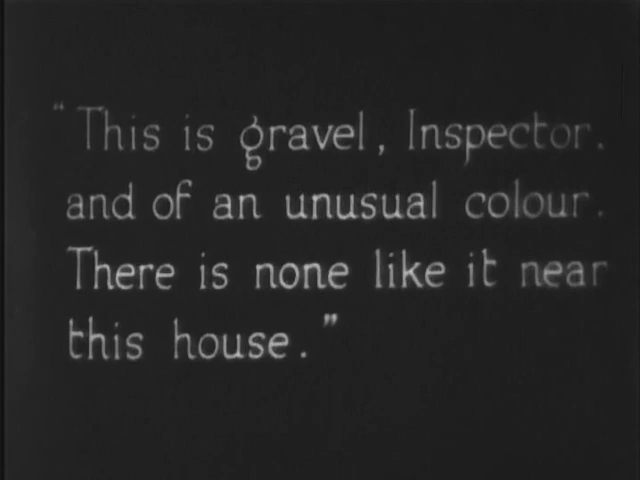 "This is gravel, Inspector.
and of an unusual colour.
There is none like it near
this house."